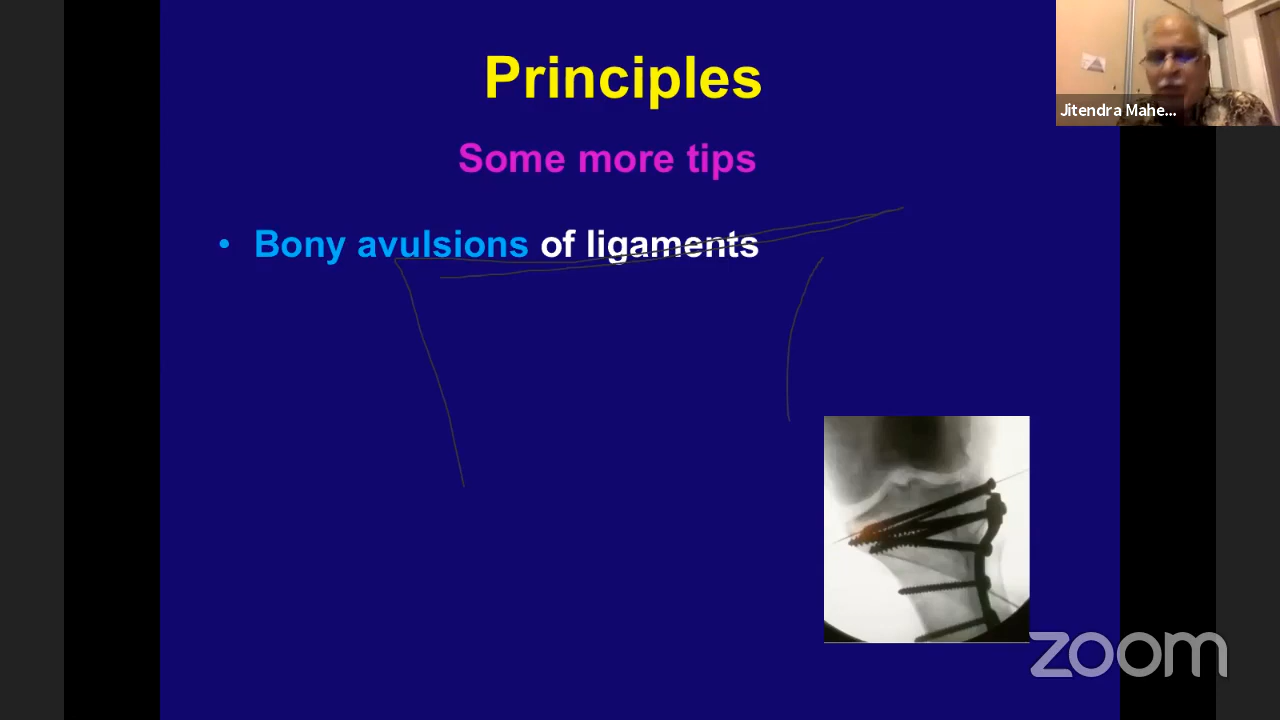 Principles
Jitendra Mahe...
Some more tips
• Bony avulsions of ligaments
zoom